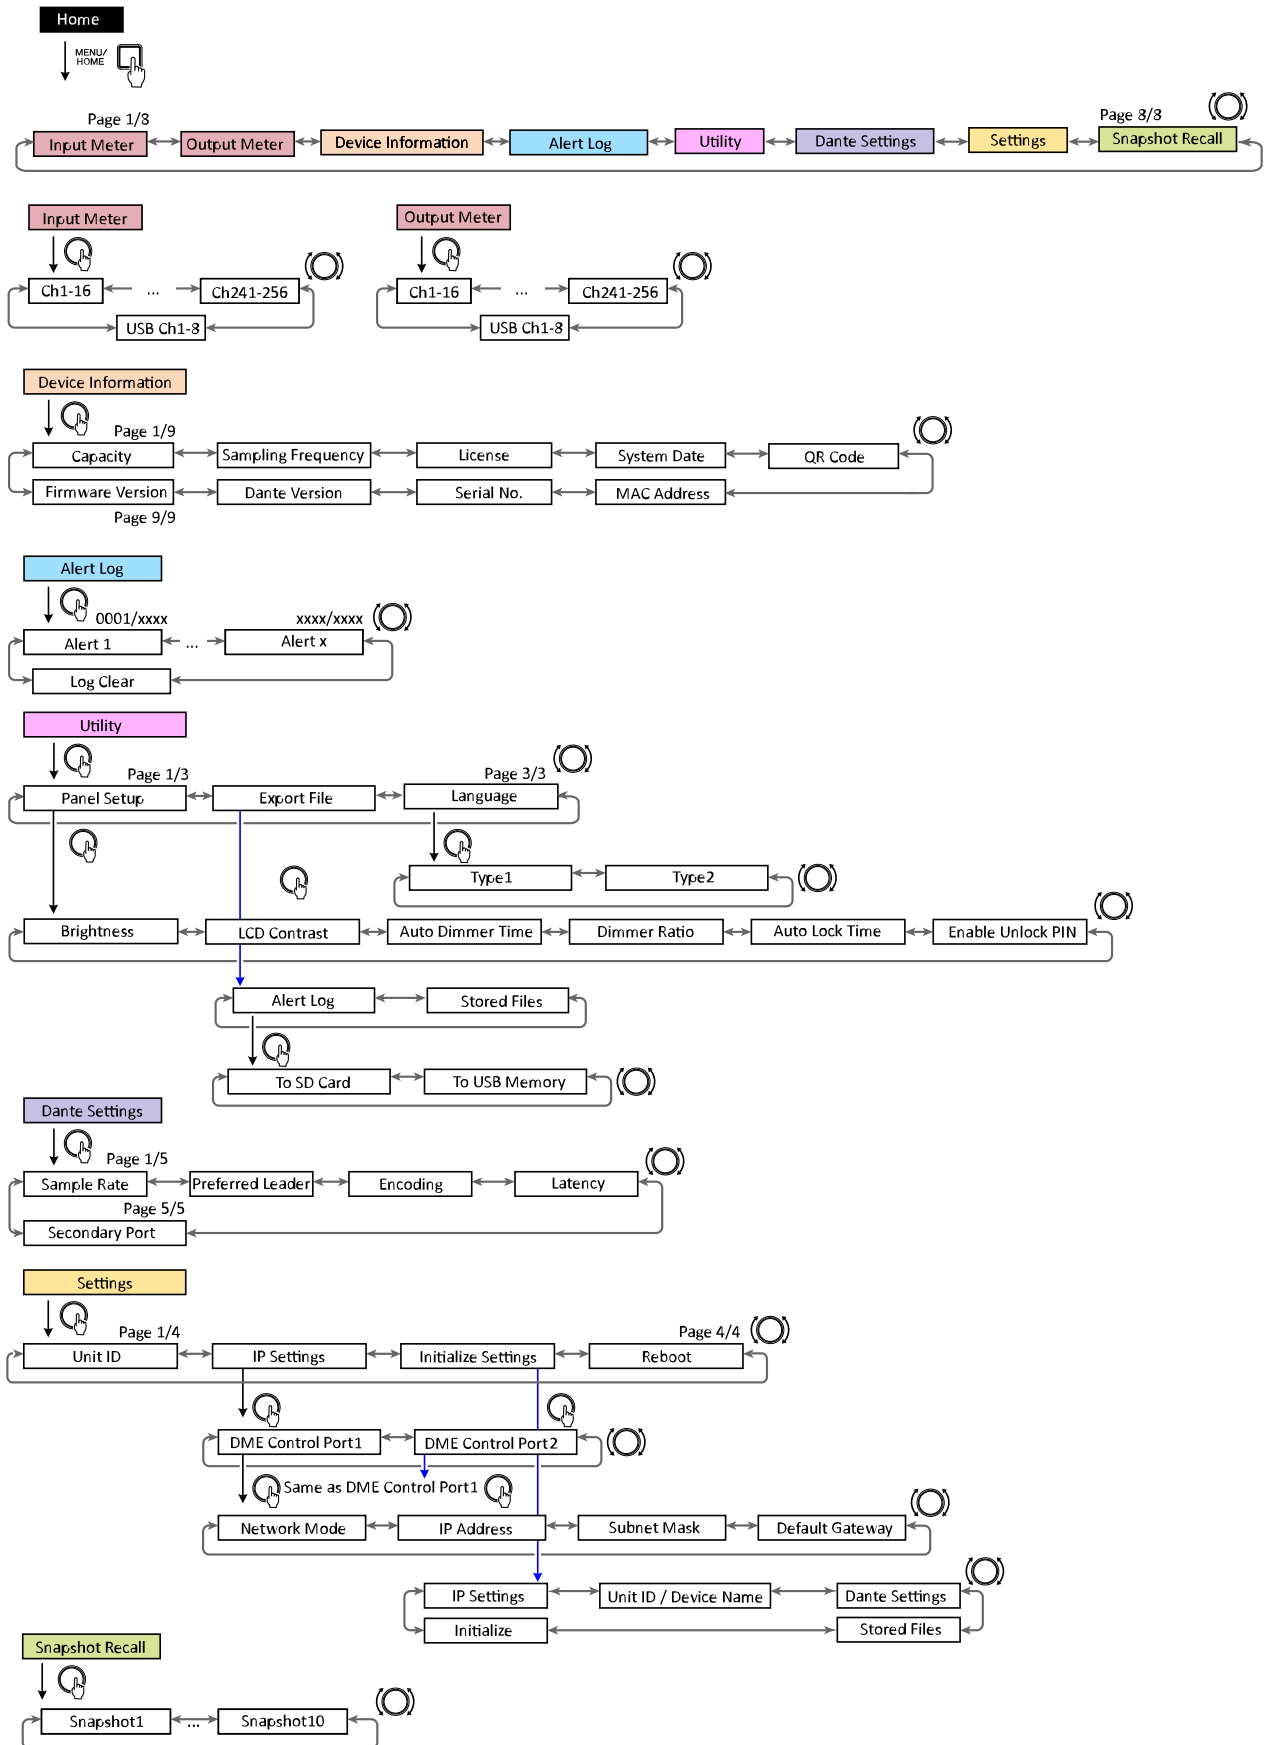 Home
MENU/
HOME
Page 1/8
Page 8/8
Input Meter
Output Meter
Device Information
Alert Log
Utility
Dante Settings
Settings
Snapshot Recall
Input Meter
Output Meter
Ch1-16
...
Ch241-256
USB Ch1-8
Ch1-16
...
Ch241-256
USB Ch1-8
Device Information
Page 1/9
Capacity
Sampling Frequency
License
System Date
QR Code
Firmware Version
Dante Version
Serial No.
MAC Address
Page 9/9
Alert Log
0001/xxxx
xxxx/xxxx
Alert 1
...
Alert x
Log Clear
Utility
Page 1/3
Page 3/3
Panel Setup
Export File
Language
Type1
Type2
Brightness
LCD Contrast
Auto Dimmer Time
Dimmer Ratio
Auto Lock Time
Enable Unlock PIN
Alert Log
Stored Files
To SD Card
To USB Memory
Dante Settings
Page 1/5
Sample Rate
Preferred Leader
Encoding
Latency
Page 5/5
Secondary Port
Settings
Page 1/4
Page 4/4
Unit ID
IP Settings
Initialize Settings
Reboot
DME Control Port1
DME Control Port2
Same as DME Control Port1
Network Mode
IP Address
Subnet Mask
Default Gateway
IP Settings
Unit ID / Device Name
Dante Settings
Initialize
Stored Files
Snapshot Recall
Snapshot1
...
Snapshot10